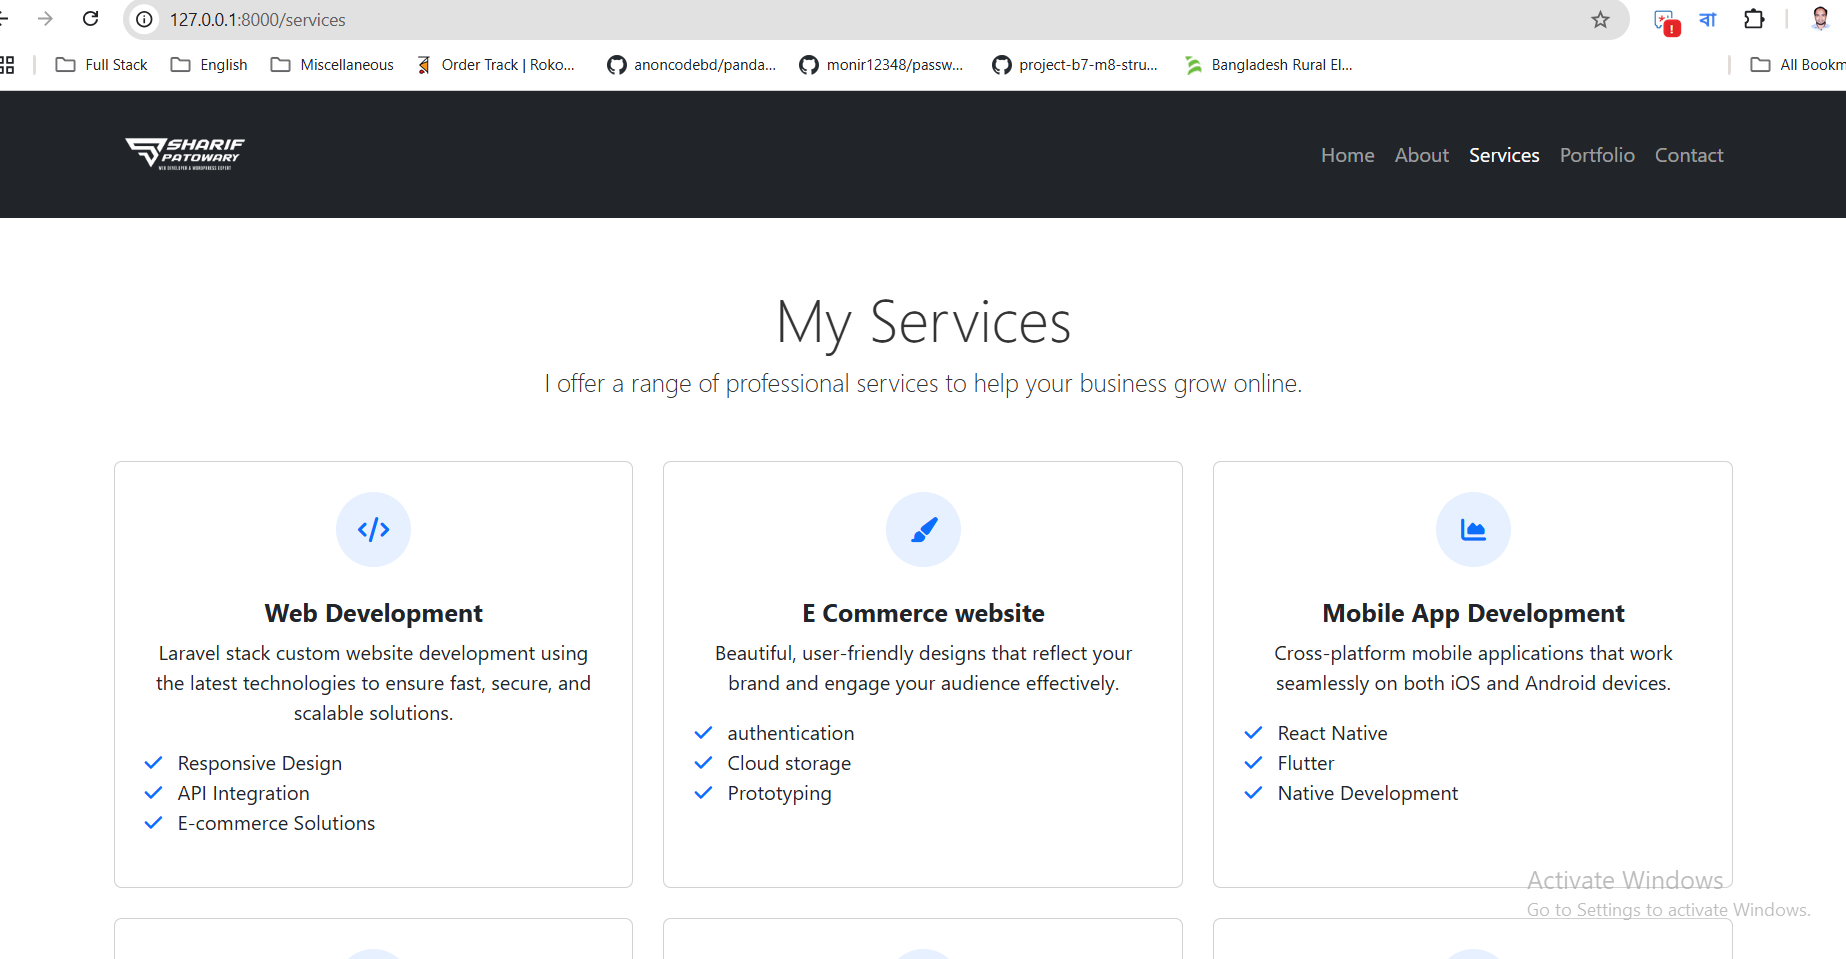 127.0.0.1:8000/services
বা
Full Stack
English
Miscellaneous
Order Track | Roko...
anoncodebd/panda...
monir12348/passw...
project-b7-m8-stru...
Bangladesh Rural El...
All Bookm
SHARIF
PATOWARY
WEB DEVELOPER & WORDPRESS EXPERT
Home
About
Services
Portfolio
Contact
My Services
I offer a range of professional services to help your business grow online.
Web Development
Laravel stack custom website development using
the latest technologies to ensure fast, secure, and
scalable solutions.
Responsive Design
API Integration
E-commerce Solutions
E Commerce website
Beautiful, user-friendly designs that reflect your
brand and engage your audience effectively.
authentication
Cloud storage
Prototyping
Mobile App Development
Cross-platform mobile applications that work
seamlessly on both iOS and Android devices.
React Native
Flutter
Native Development
Activate Windows
Go to Settings to activate Windows.